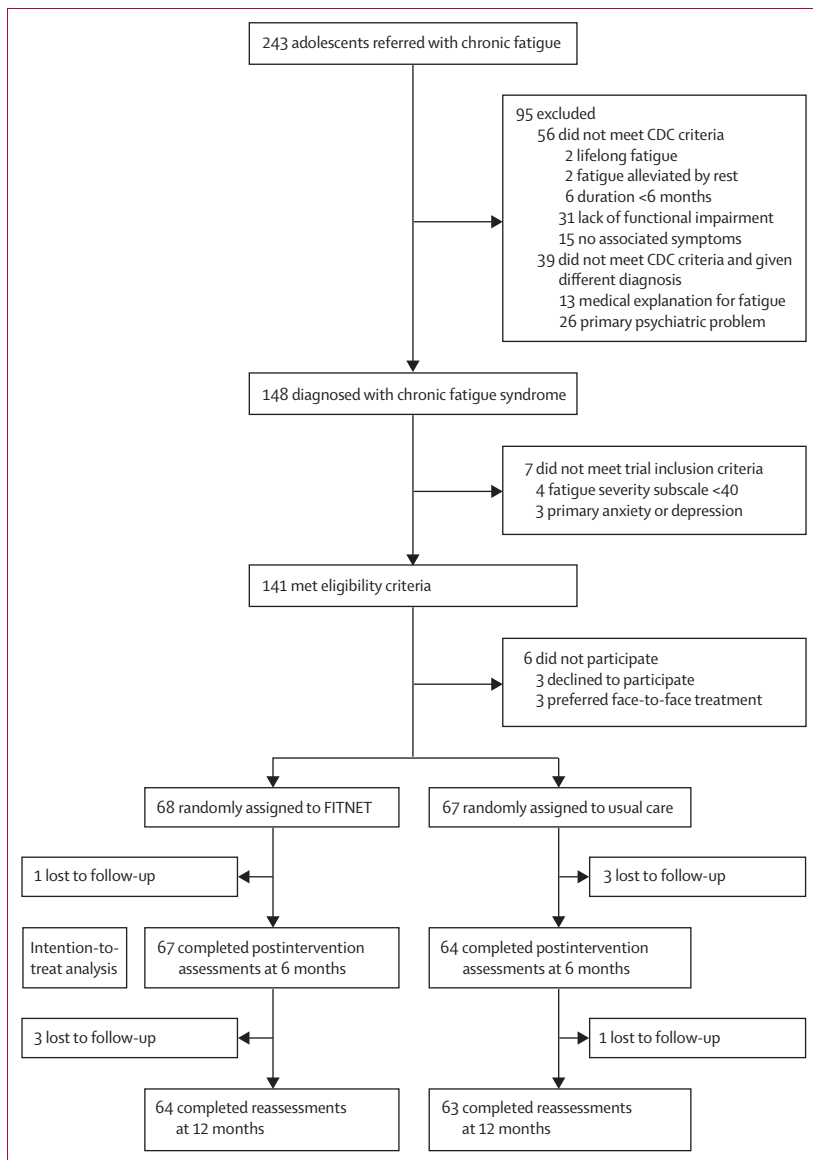 243 adolescents referred with chronic fatigue
95 excluded
56 did not meet CDC criteria
2 lifelong fatigue
2 fatigue alleviated by rest
6 duration <6 months
31 lack of functional impairment
15 no associated symptoms
39 did not meet CDC criteria and given
different diagnosis
13 medical explanation for fatigue
26 primary psychiatric problem
148 diagnosed with chronic fatigue syndrome
7 did not meet trial inclusion criteria
4 fatigue severity subscale <40
3 primary anxiety or depression
141 met eligibility criteria
6 did not participate
3 declined to participate
3 preferred face-to-face treatment
68 randomly assigned to FITNET
67 randomly assigned to usual care
1 lost to follow-up
3 lost to follow-up
Intention-to-
treat analysis
67 completed postintervention
assessments at 6 months
64 completed postintervention
assessments at 6 months
3 lost to follow-up
1 lost to follow-up
64 completed reassessments
at 12 months
63 completed reassessments
at 12 months